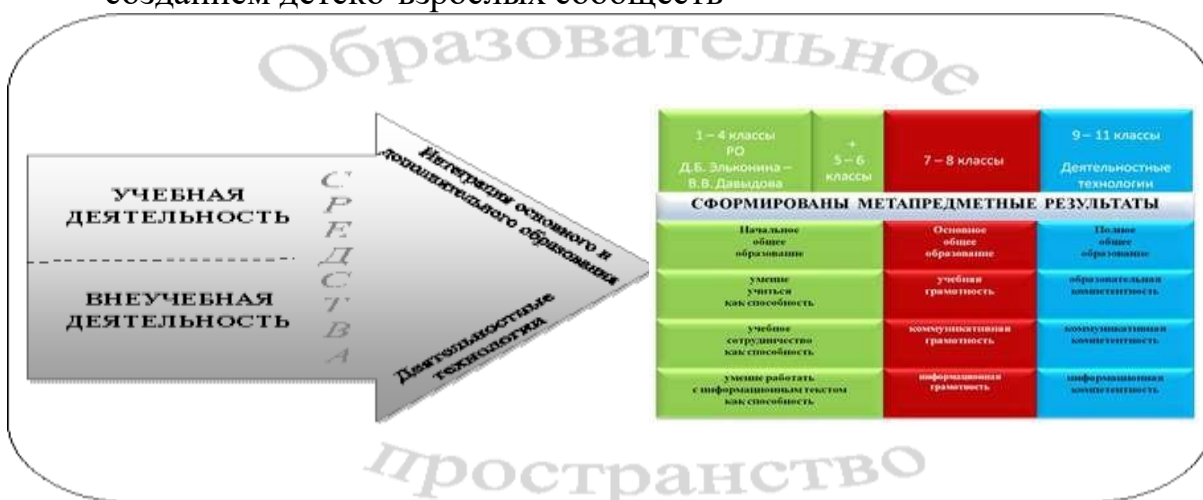 созданием детско-взрослых сообществ
Образовательное
УЧЕБНАЯ
ДЕЯТЕЛЬНОСТЬ
ВНЕУЧЕБНАЯ
ДЕЯТЕЛЬНОСТЬ
СРЕДСТВА
Интеграция основного и
дополнительного образования
Деятельностные
технологии
1 – 4 классы
РО
Д.Б. Эльконина –
В.В. Давыдова
+
5 – 6
классы
7 – 8 классы
9 – 11 классы
Деятельностные
технологии
СФОРМИРОВАНЫ МЕТАПРЕДМЕТНЫЕ РЕЗУЛЬТАТЫ
Начальное
общее
образование
Основное
общее
образование
Полное
общее
образование
умение
учиться
как способность
учебная
грамотность
образовательная
компетентность
учебное
сотрудничество
как способность
коммуникативная
грамотность
коммуникативная
компетентность
умение работать
с информационным текстом
как способность
информационная
грамотность
информационная
компетентность
пространство